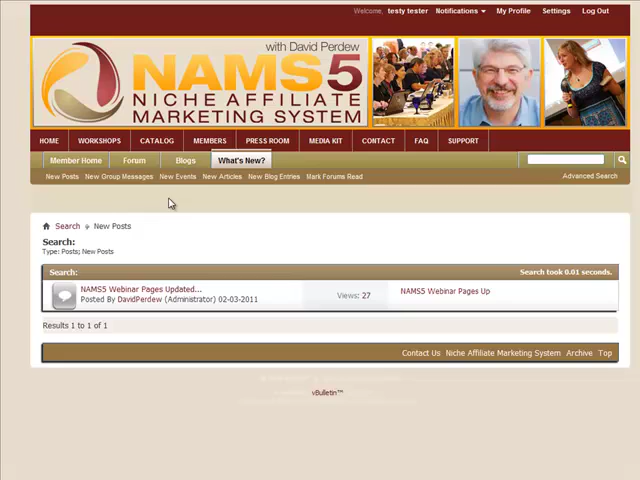 Welcome, testy tester Notifications My Profile Settings Log Out
with David Perdew
NAMS5
NICHE AFFILIATE
MARKETING SYSTEM
HOME WORKSHOPS CATALOG MEMBERS PRESS ROOM MEDIA KIT CONTACT FAQ SUPPORT
Member Home Forum Blogs What's New?
New Posts New Group Messages New Events New Articles New Blog Entries Mark Forums Read Advanced Search
Search New Posts
Search:
Type: Posts; New Posts
Search: Search took 0.01 seconds.
NAMS5 Webinar Pages Updated... Views: 27 NAMS5 Webinar Pages Up
Posted By DavidPerdew (Administrator) 02-03-2011
Results 1 to 1 of 1
Contact Us Niche Affiliate Marketing System Archive Top
vBulletin™